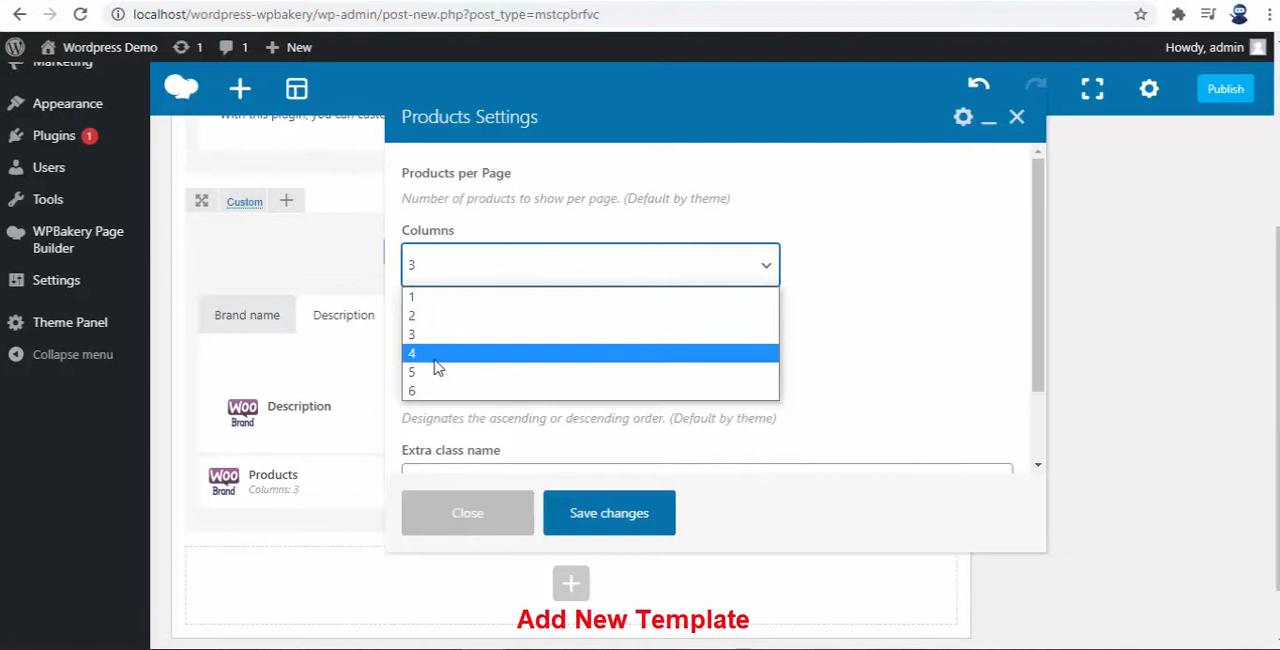 localhost/wordpress-wpbakery/wp-admin/post-new.php?post_type=mstcpbrfvc
Wordpress Demo 1 1 New Howdy, admin
Marketing
Appearance
Plugins 1
Users
Tools
WPBakery Page
Builder
Settings
Theme Panel
Collapse menu
Publish
With this plugin, you can custo
Custom
Brand name Description
Woo
Brand
Description
Woo
Brand
Products
Columns: 3
Products Settings
Products per Page
Number of products to show per page. (Default by theme)
Columns
3
1
2
3
4
5
6
Designates the ascending or descending order. (Default by theme)
Extra class name
Close Save changes
Add New Template